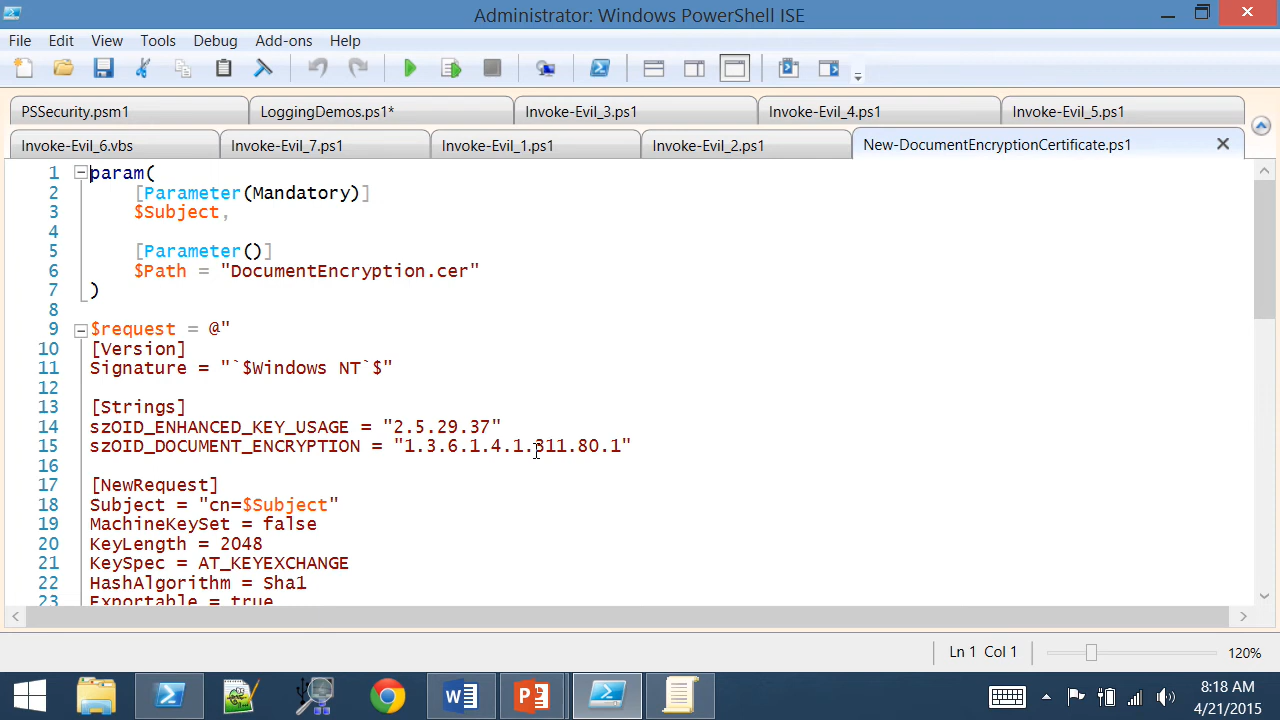 Administrator: Windows PowerShell ISE
File Edit View Tools Debug Add-ons Help
PSSecurity.psm1 LoggingDemos.ps1* Invoke-Evil_3.ps1 Invoke-Evil_4.ps1 Invoke-Evil_5.ps1
Invoke-Evil_6.vbs Invoke-Evil_7.ps1 Invoke-Evil_1.ps1 Invoke-Evil_2.ps1 New-DocumentEncryptionCertificate.ps1
1 param(
2 [Parameter(Mandatory)]
3 $Subject,
4
5 [Parameter()]
6 $Path = "DocumentEncryption.cer"
7 )
8
9 $request = @"
10 [Version]
11 Signature = "`$Windows NT`$"
12
13 [Strings]
14 szOID_ENHANCED_KEY_USAGE = "2.5.29.37"
15 szOID_DOCUMENT_ENCRYPTION = "1.3.6.1.4.1.311.80.1"
16
17 [NewRequest]
18 Subject = "cn=$Subject"
19 MachineKeySet = false
20 KeyLength = 2048
21 KeySpec = AT_KEYEXCHANGE
22 HashAlgorithm = Sha1
23 Exportable = true
Ln 1 Col 1 120%
8:18 AM
4/21/2015